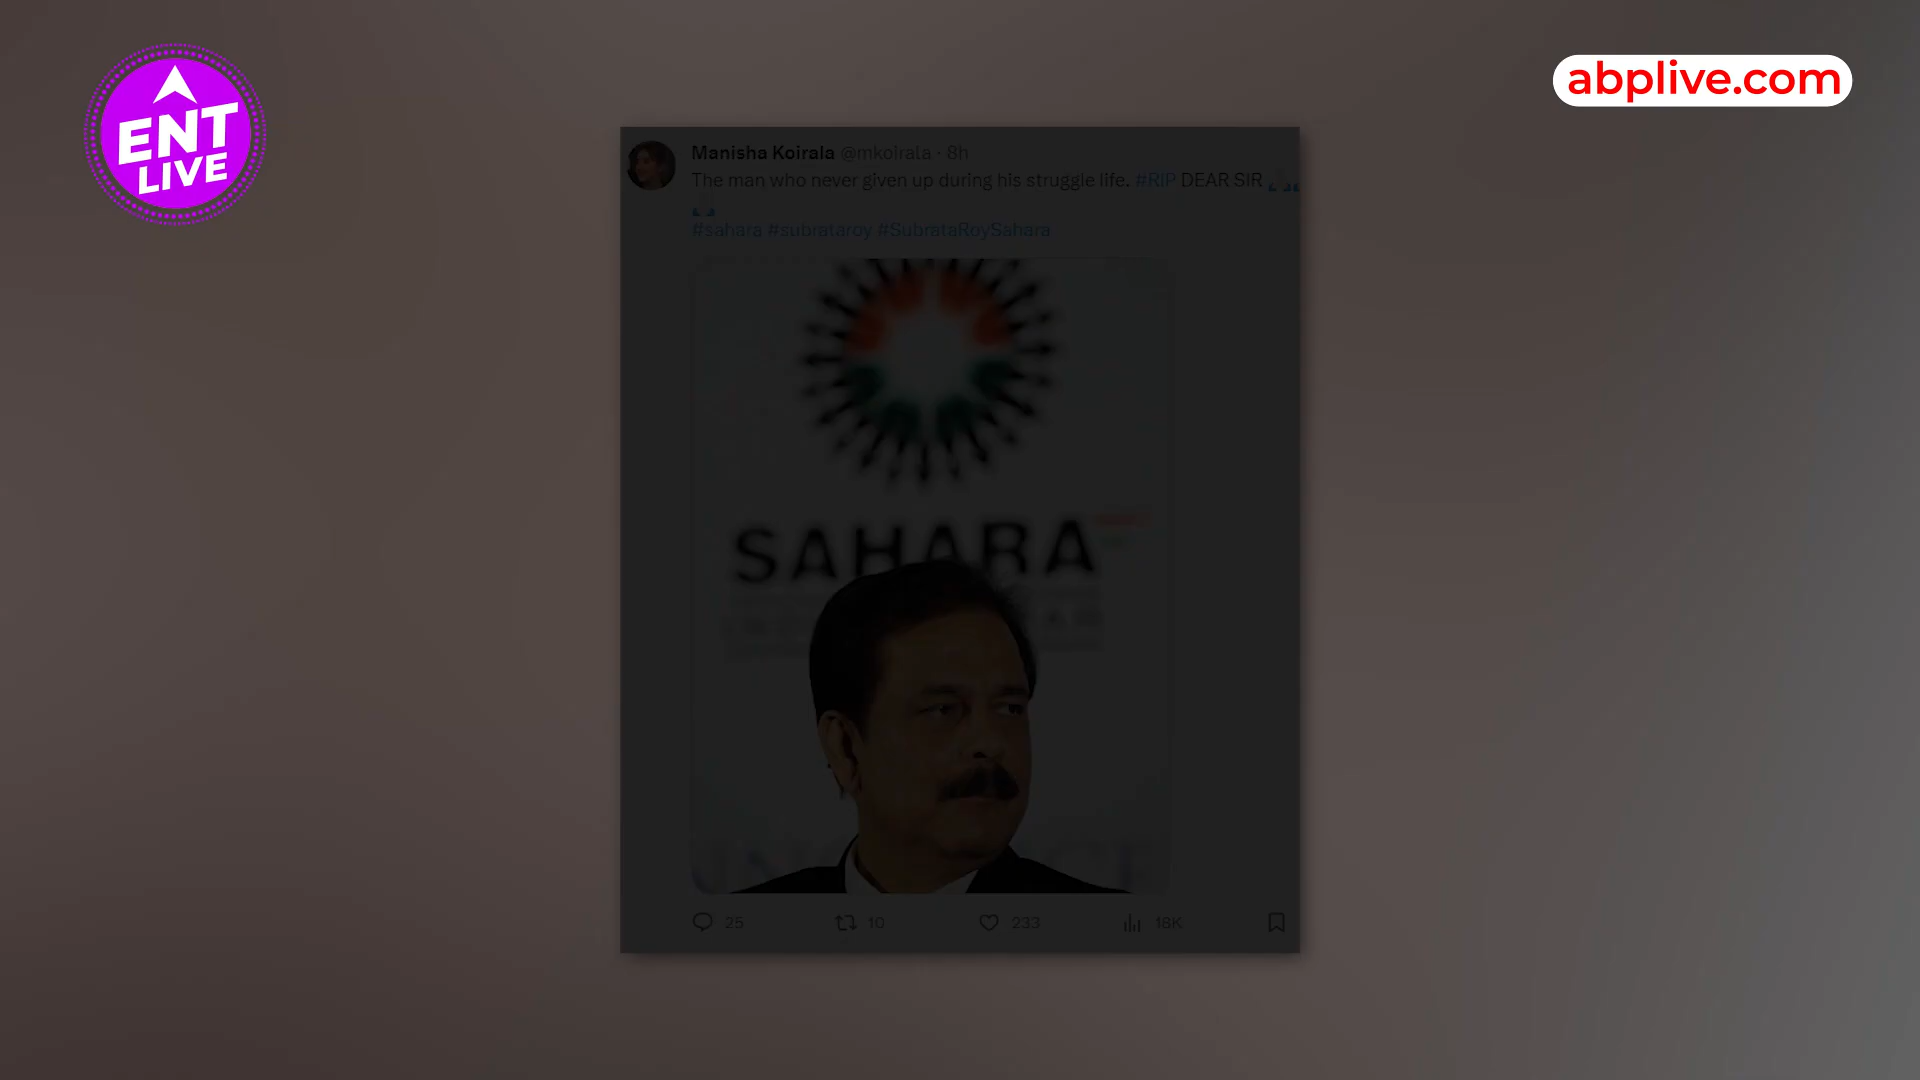 ENT
LIVE
abplive.com
Manisha Koirala @mkoirala · 8h
The man who never given up during his struggle life. #RIP DEAR SIR
#sahara #subrataroy #SubrataRoySahara
SAHARA
25 10 233 18K